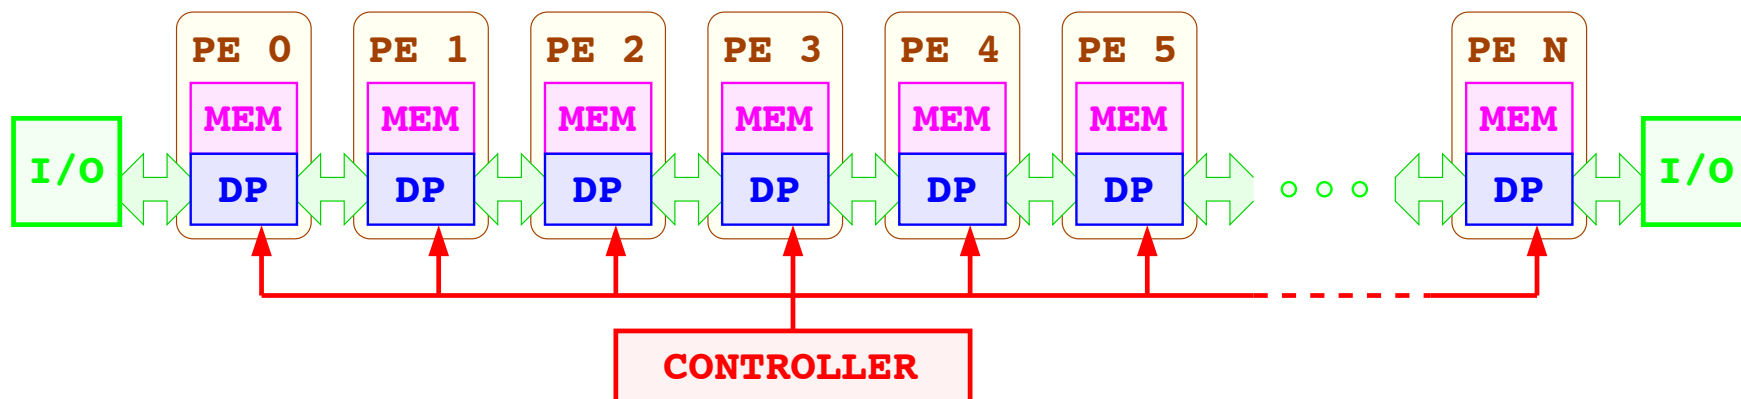 PE 0 PE 1 PE 2 PE 3 PE 4 PE 5 PE N
MEM MEM MEM MEM MEM MEM MEM
I/O DP DP DP DP DP DP DP I/O
CONTROLLER